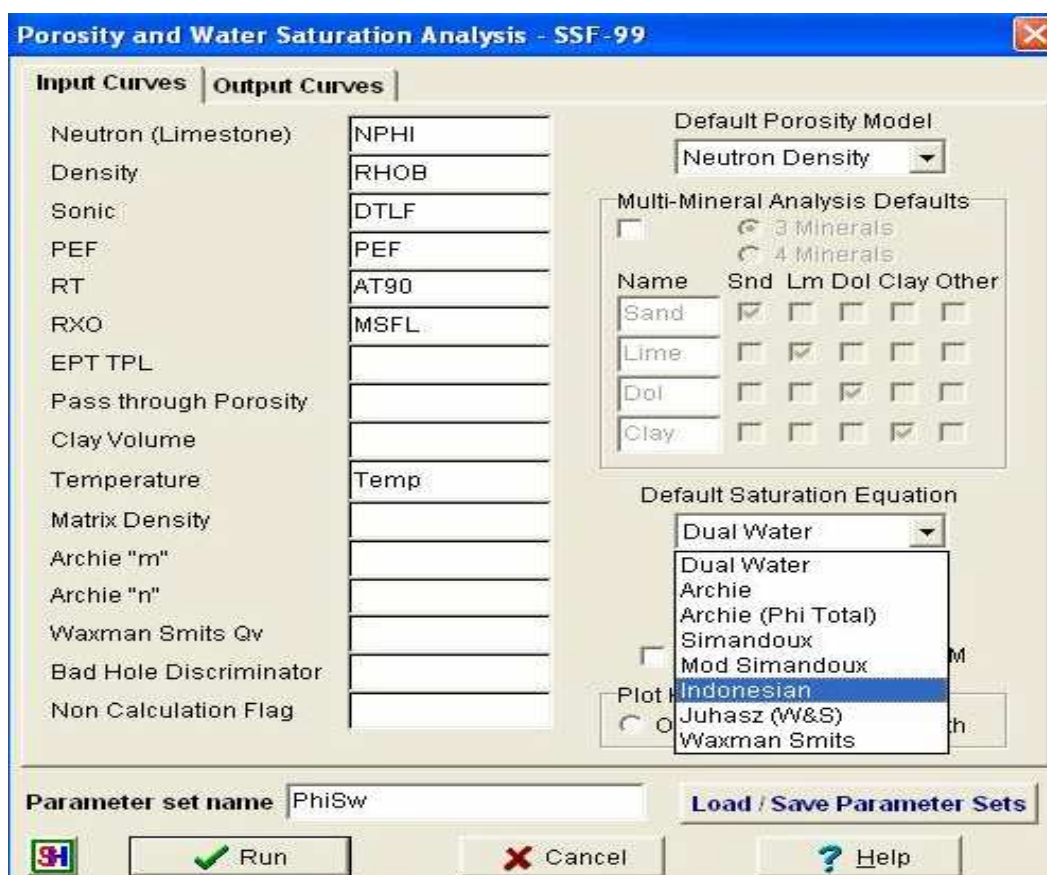 Porosity and Water Saturation Analysis - SSF-99
Input Curves
Output Curves
Neutron (Limestone) NPHI
Density RHOB
Sonic DTLF
PEF PEF
RT AT90
RXO MSFL
EPT TPL
Pass through Porosity
Clay Volume
Temperature Temp
Matrix Density
Archie "m"
Archie "n"
Waxman Smits Qv
Bad Hole Discriminator
Non Calculation Flag
Default Porosity Model
Neutron Density
Multi-Mineral Analysis Defaults
3 Minerals
4 Minerals
Name Snd Lm Dol Clay Other
Sand
Lime
Dol
Clay
Default Saturation Equation
Dual Water
Dual Water
Archie
Archie (Phi Total)
Simandoux
Mod Simandoux
Indonesian
Juhasz (W&S)
Waxman Smits
M
Plot
O
Parameter set name PhiSw
Load / Save Parameter Sets
SH
Run
Cancel
Help